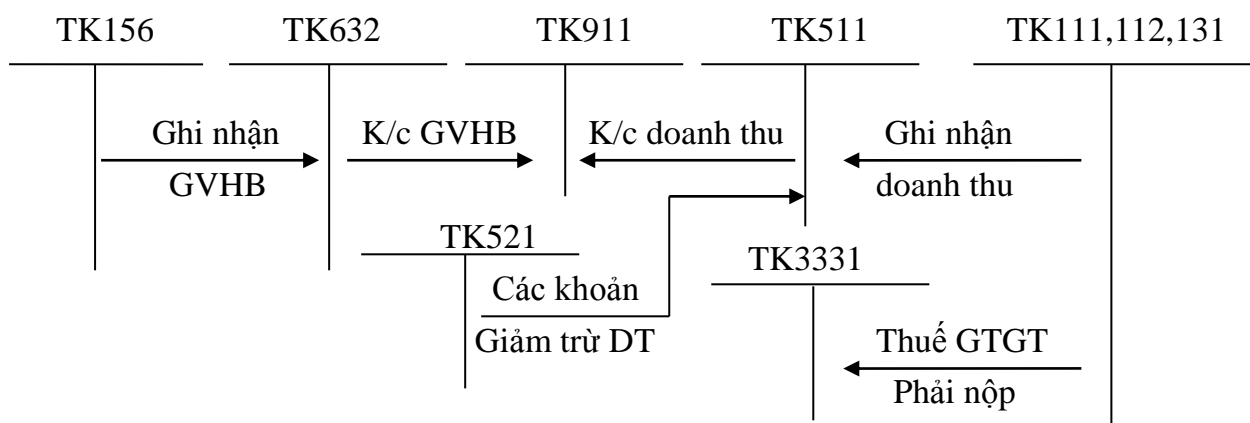 TK156 TK632 TK911 TK511 TK111,112,131
Ghi nhận K/c GVHB K/c doanh thu Ghi nhận
GVHB doanh thu
TK521 TK3331
Các khoản
Giảm trừ DT Thuế GTGT
Phải nộp